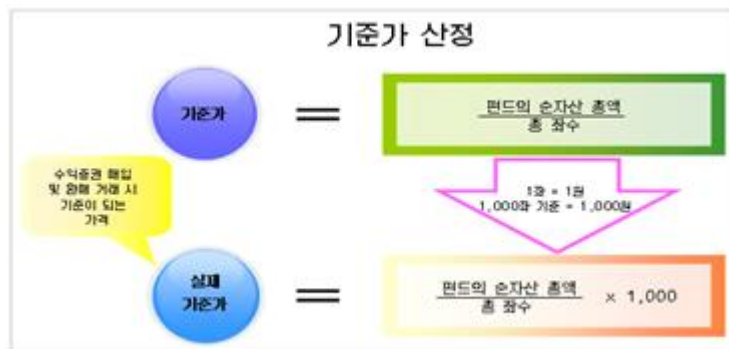 기준가 산정
기준가
=
펀드의 순자산 총액
총 좌수
수익증권 매입
및 환매 거래 시
기준이 되는
가격
1좌 = 1원
1,000좌 기준 = 1,000원
실제
기준가
=
펀드의 순자산 총액
총 좌수
× 1,000